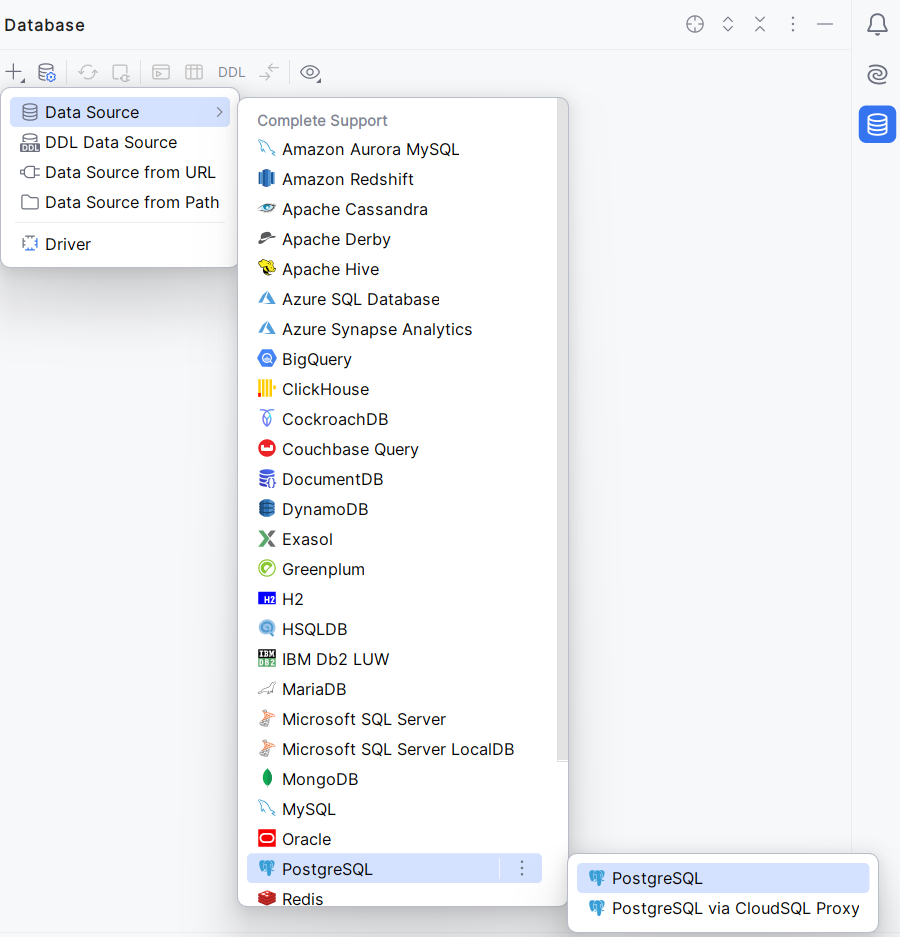 Database
DDL
Data Source
DDL Data Source
Data Source from URL
Data Source from Path
Driver
Complete Support
Amazon Aurora MySQL
Amazon Redshift
Apache Cassandra
Apache Derby
Apache Hive
Azure SQL Database
Azure Synapse Analytics
BigQuery
ClickHouse
CockroachDB
Couchbase Query
DocumentDB
DynamoDB
Exasol
Greenplum
H2 H2
HSQLDB
IBM DB2 IBM Db2 LUW
MariaDB
Microsoft SQL Server
Microsoft SQL Server LocalDB
MongoDB
MySQL
Oracle
PostgreSQL
Redis
PostgreSQL
PostgreSQL via CloudSQL Proxy